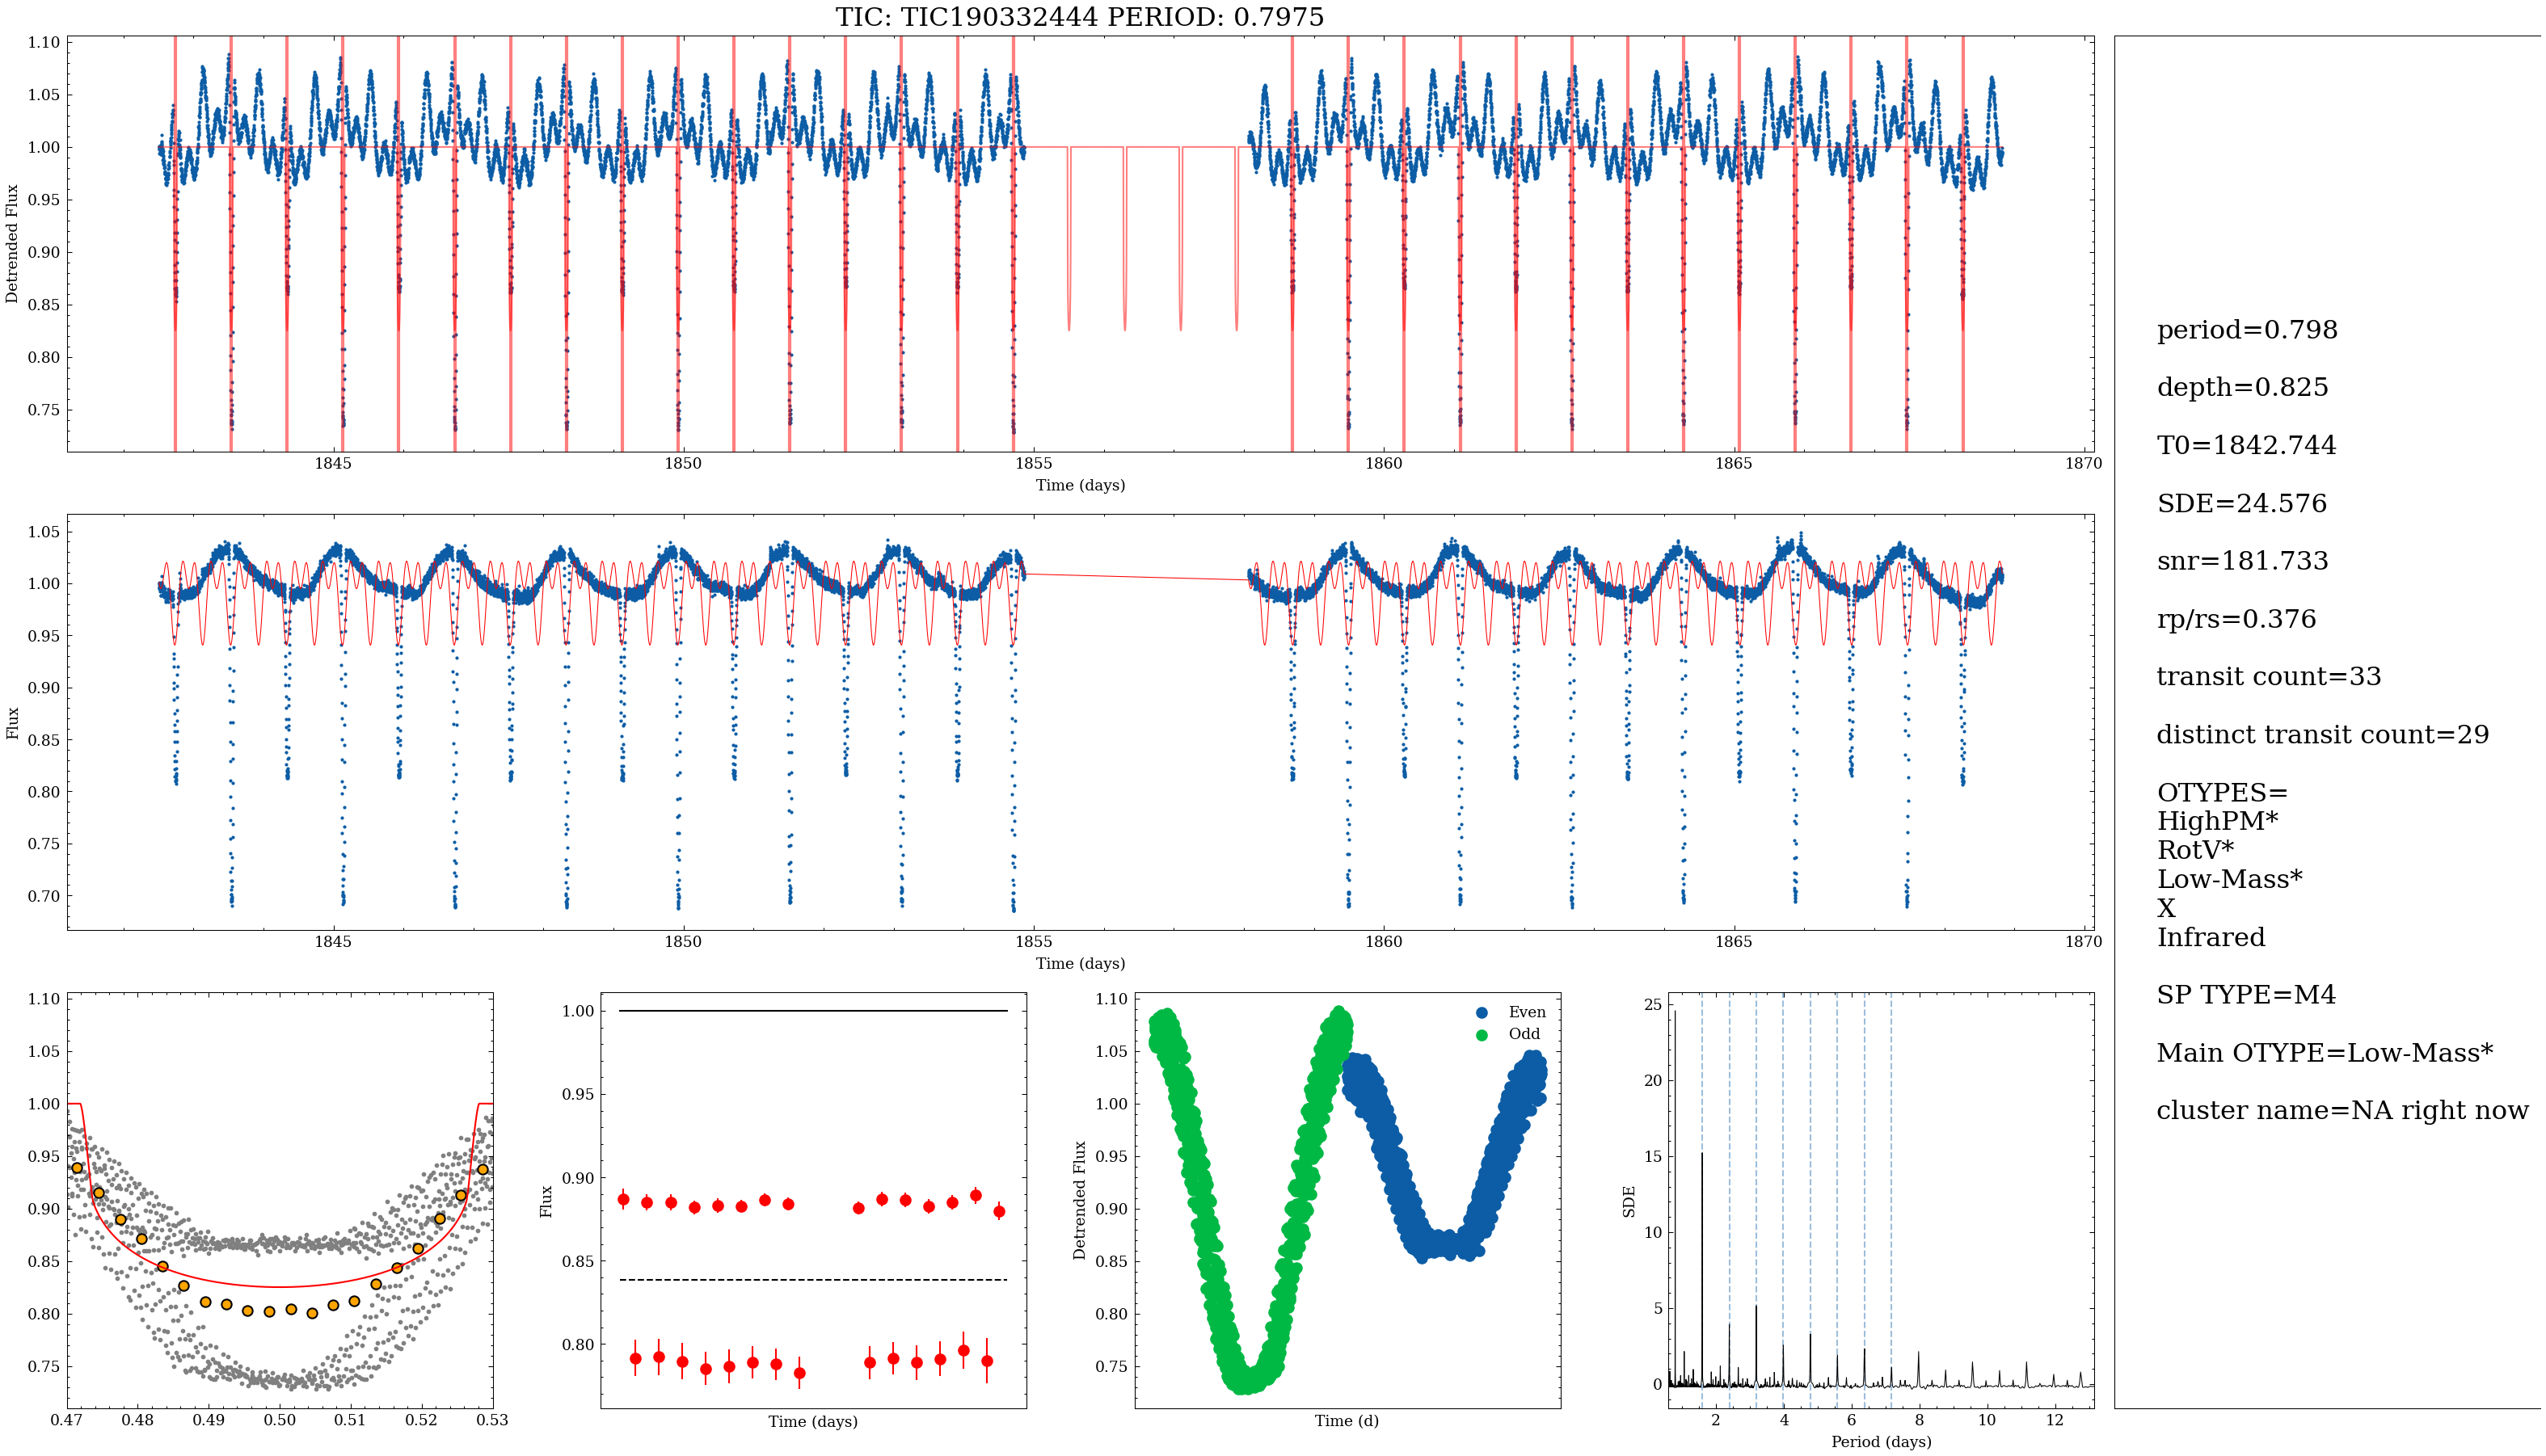 TIC: TIC190332444 PERIOD: 0.7975
1.10
1.05
1.00
0.95
0.90
0.85
0.80
0.75
Detrended Flux
1845
1850
1855
1860
1865
1870
Time (days)
1.05
1.00
0.95
0.90
0.85
0.80
0.75
0.70
Flux
1845
1850
1855
1860
1865
1870
Time (days)
1.10
1.05
1.00
0.95
0.90
0.85
0.80
0.75
0.47
0.48
0.49
0.50
0.51
0.52
0.53
1.00
0.95
0.90
0.85
0.80
Flux
Time (days)
1.10
1.05
1.00
0.95
0.90
0.85
0.80
0.75
Detrended Flux
Even
Odd
Time (d)
25
20
15
10
5
0
SDE
2
4
6
8
10
12
Period (days)
period=0.798
depth=0.825
T0=1842.744
SDE=24.576
snr=181.733
rp/rs=0.376
transit count=33
distinct transit count=29
OTYPES=
HighPM*
RotV*
Low-Mass*
X
Infrared
SP TYPE=M4
Main OTYPE=Low-Mass*
cluster name=NA right now